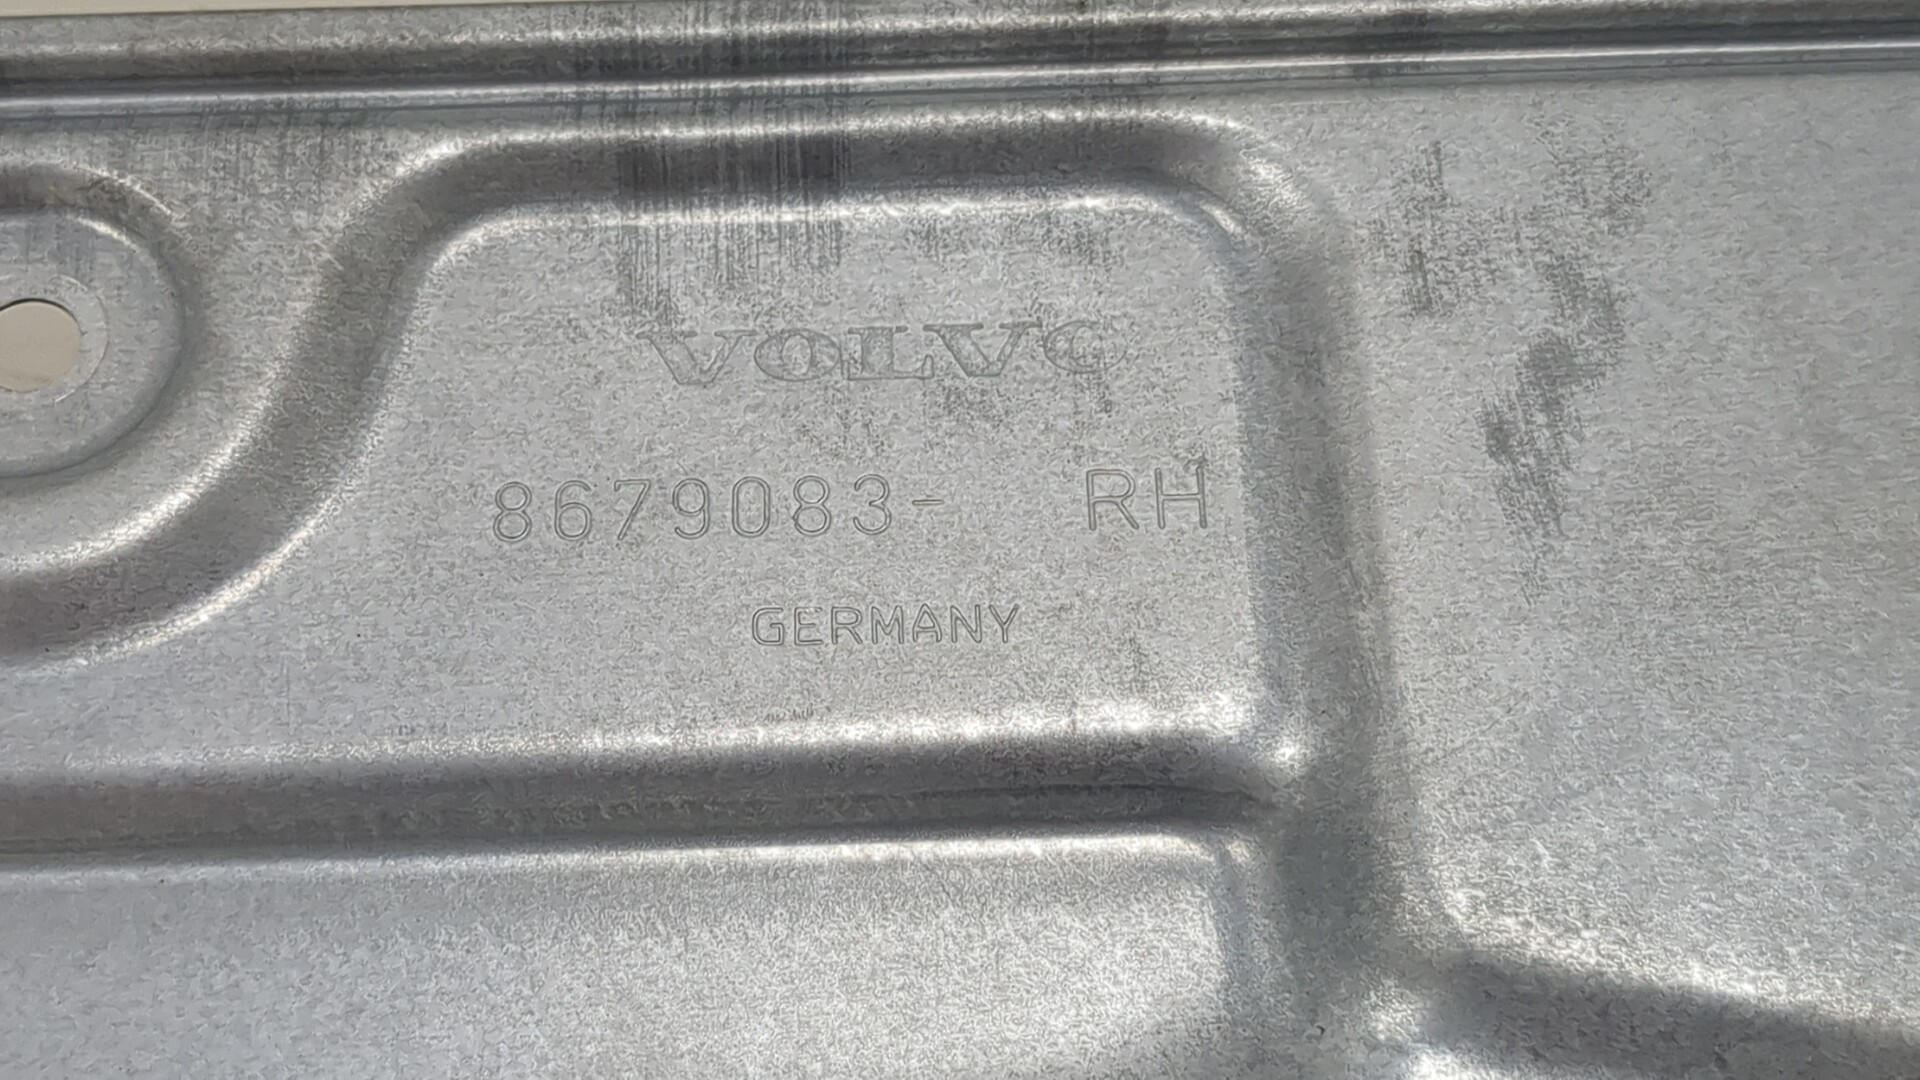 VOLVO
8679083- RH
GERMANY